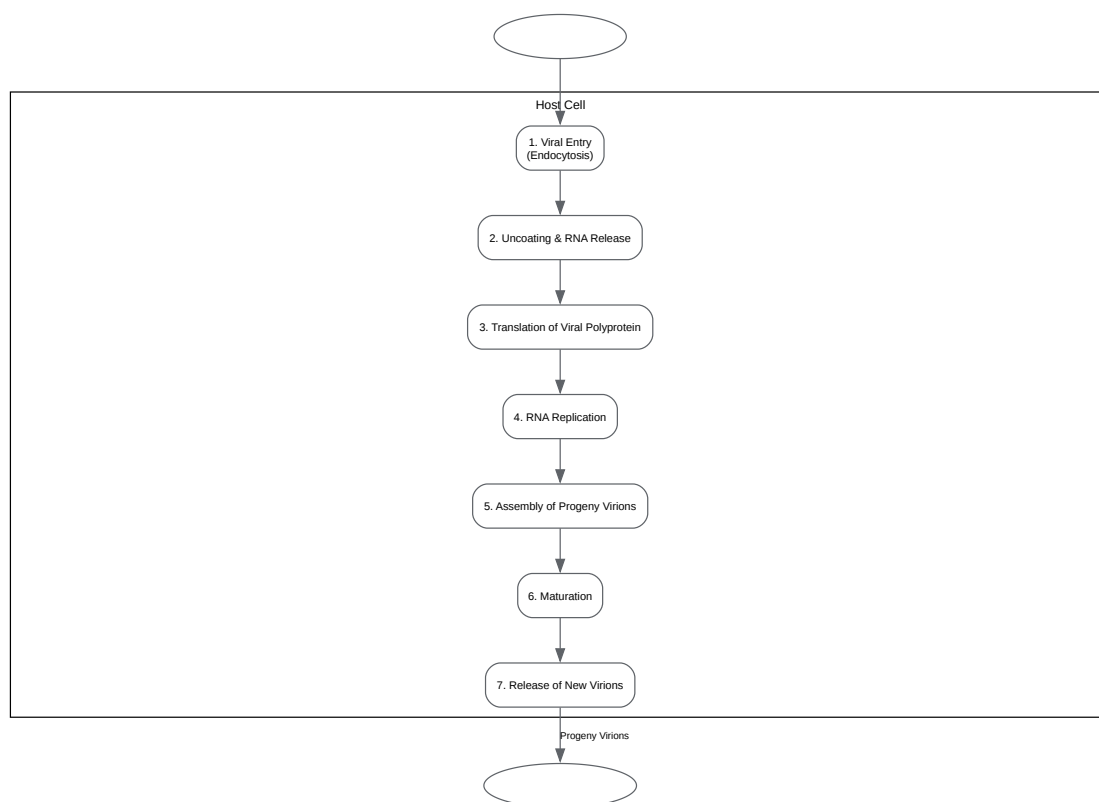 Host Cell
1. Viral Entry
(Endocytosis)
2. Uncoating & RNA Release
3. Translation of Viral Polyprotein
4. RNA Replication
5. Assembly of Progeny Virions
6. Maturation
7. Release of New Virions
Progeny Virions